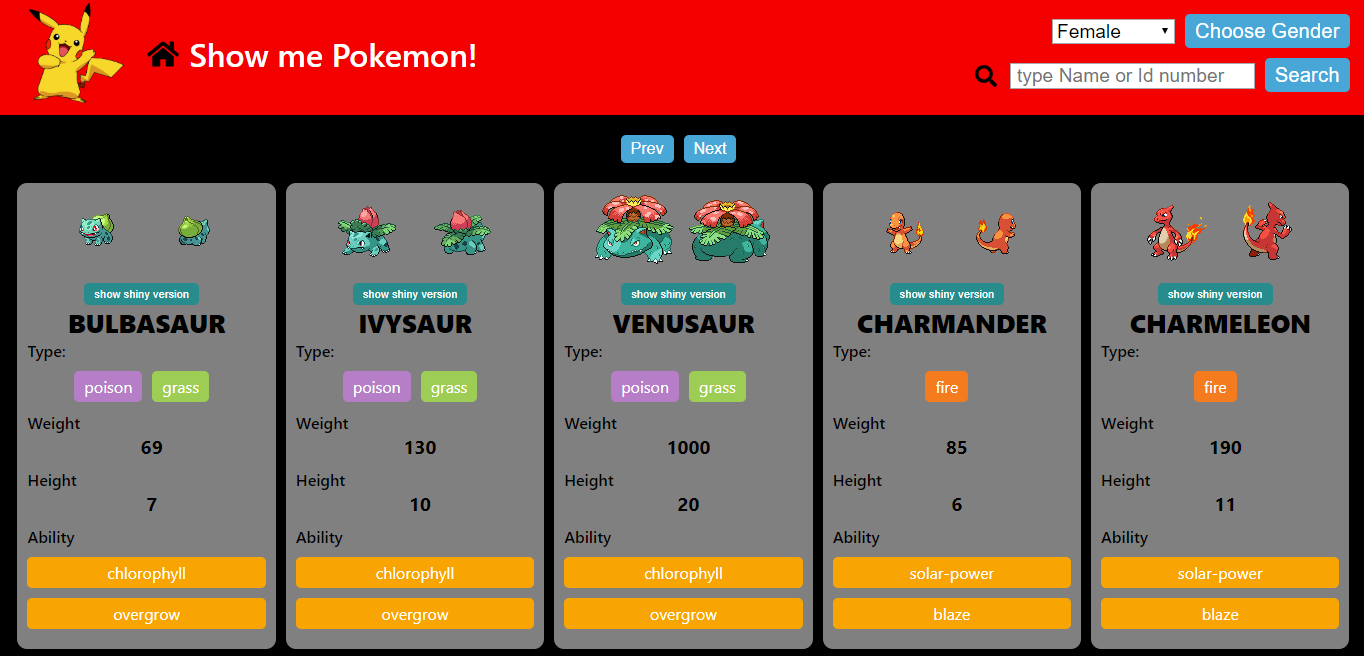 Show me Pokemon!
Female
Choose Gender
type Name or Id number
Search
Prev Next
show shiny version
BULBASAUR
Type:
poison grass
Weight
69
Height
7
Ability
chlorophyll
overgrow
show shiny version
IVYSAUR
Type:
poison grass
Weight
130
Height
10
Ability
chlorophyll
overgrow
show shiny version
VENUSAUR
Type:
poison grass
Weight
1000
Height
20
Ability
chlorophyll
overgrow
show shiny version
CHARMANDER
Type:
fire
Weight
85
Height
6
Ability
solar-power
blaze
show shiny version
CHARMELEON
Type:
fire
Weight
190
Height
11
Ability
solar-power
blaze